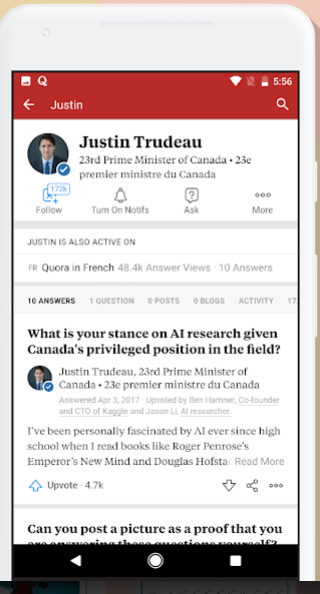 Q
5:56
Justin
Justin Trudeau
23rd Prime Minister of Canada • 23e
premier ministre du Canada
172k
Follow
Turn On Notifs
Ask
More
JUSTIN IS ALSO ACTIVE ON
FR Quora in French 48.4k Answer Views · 10 Answers
10 ANSWERS 1 QUESTION 0 POSTS 0 BLOGS ACTIVITY 17
What is your stance on AI research given
Canada's privileged position in the field?
Justin Trudeau, 23rd Prime Minister of
Canada • 23e premier ministre du Canada
Answered Apr 3, 2017 · Upvoted by Ben Hamner, Co-founder
and CTO of Kaggle and Jason Li, AI researcher.
I've been personally fascinated by AI ever since high
school when I read books like Roger Penrose's
Emperor's New Mind and Douglas Hofsta Read More
Upvote · 4.7k
Can you post a picture as a proof that you
are answering these questions yourself?